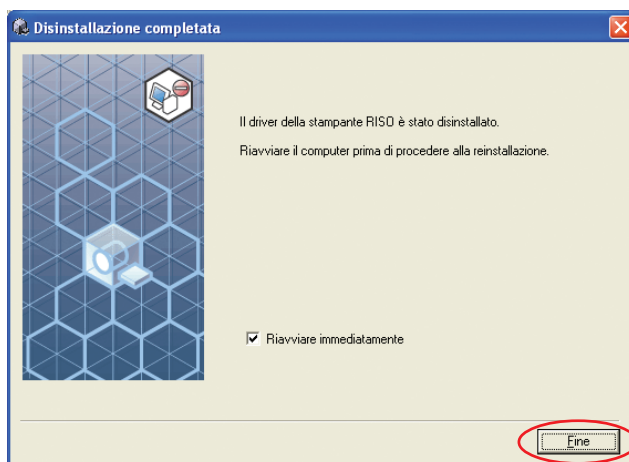 Disinstallazione completata
Il driver della stampante RISO è stato disinstallato.
Riavviare il computer prima di procedere alla reinstallazione.
Riavviare immediatamente
Fine